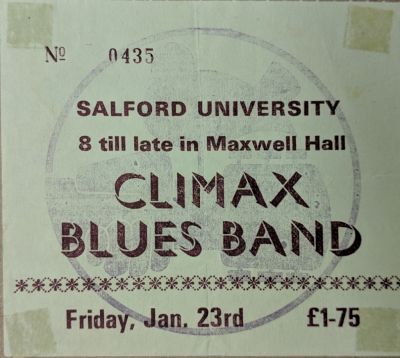 Nº 0435
SALFORD UNIVERSITY
8 till late in Maxwell Hall
CLIMAX
BLUES BAND
Friday, Jan. 23rd £1-75